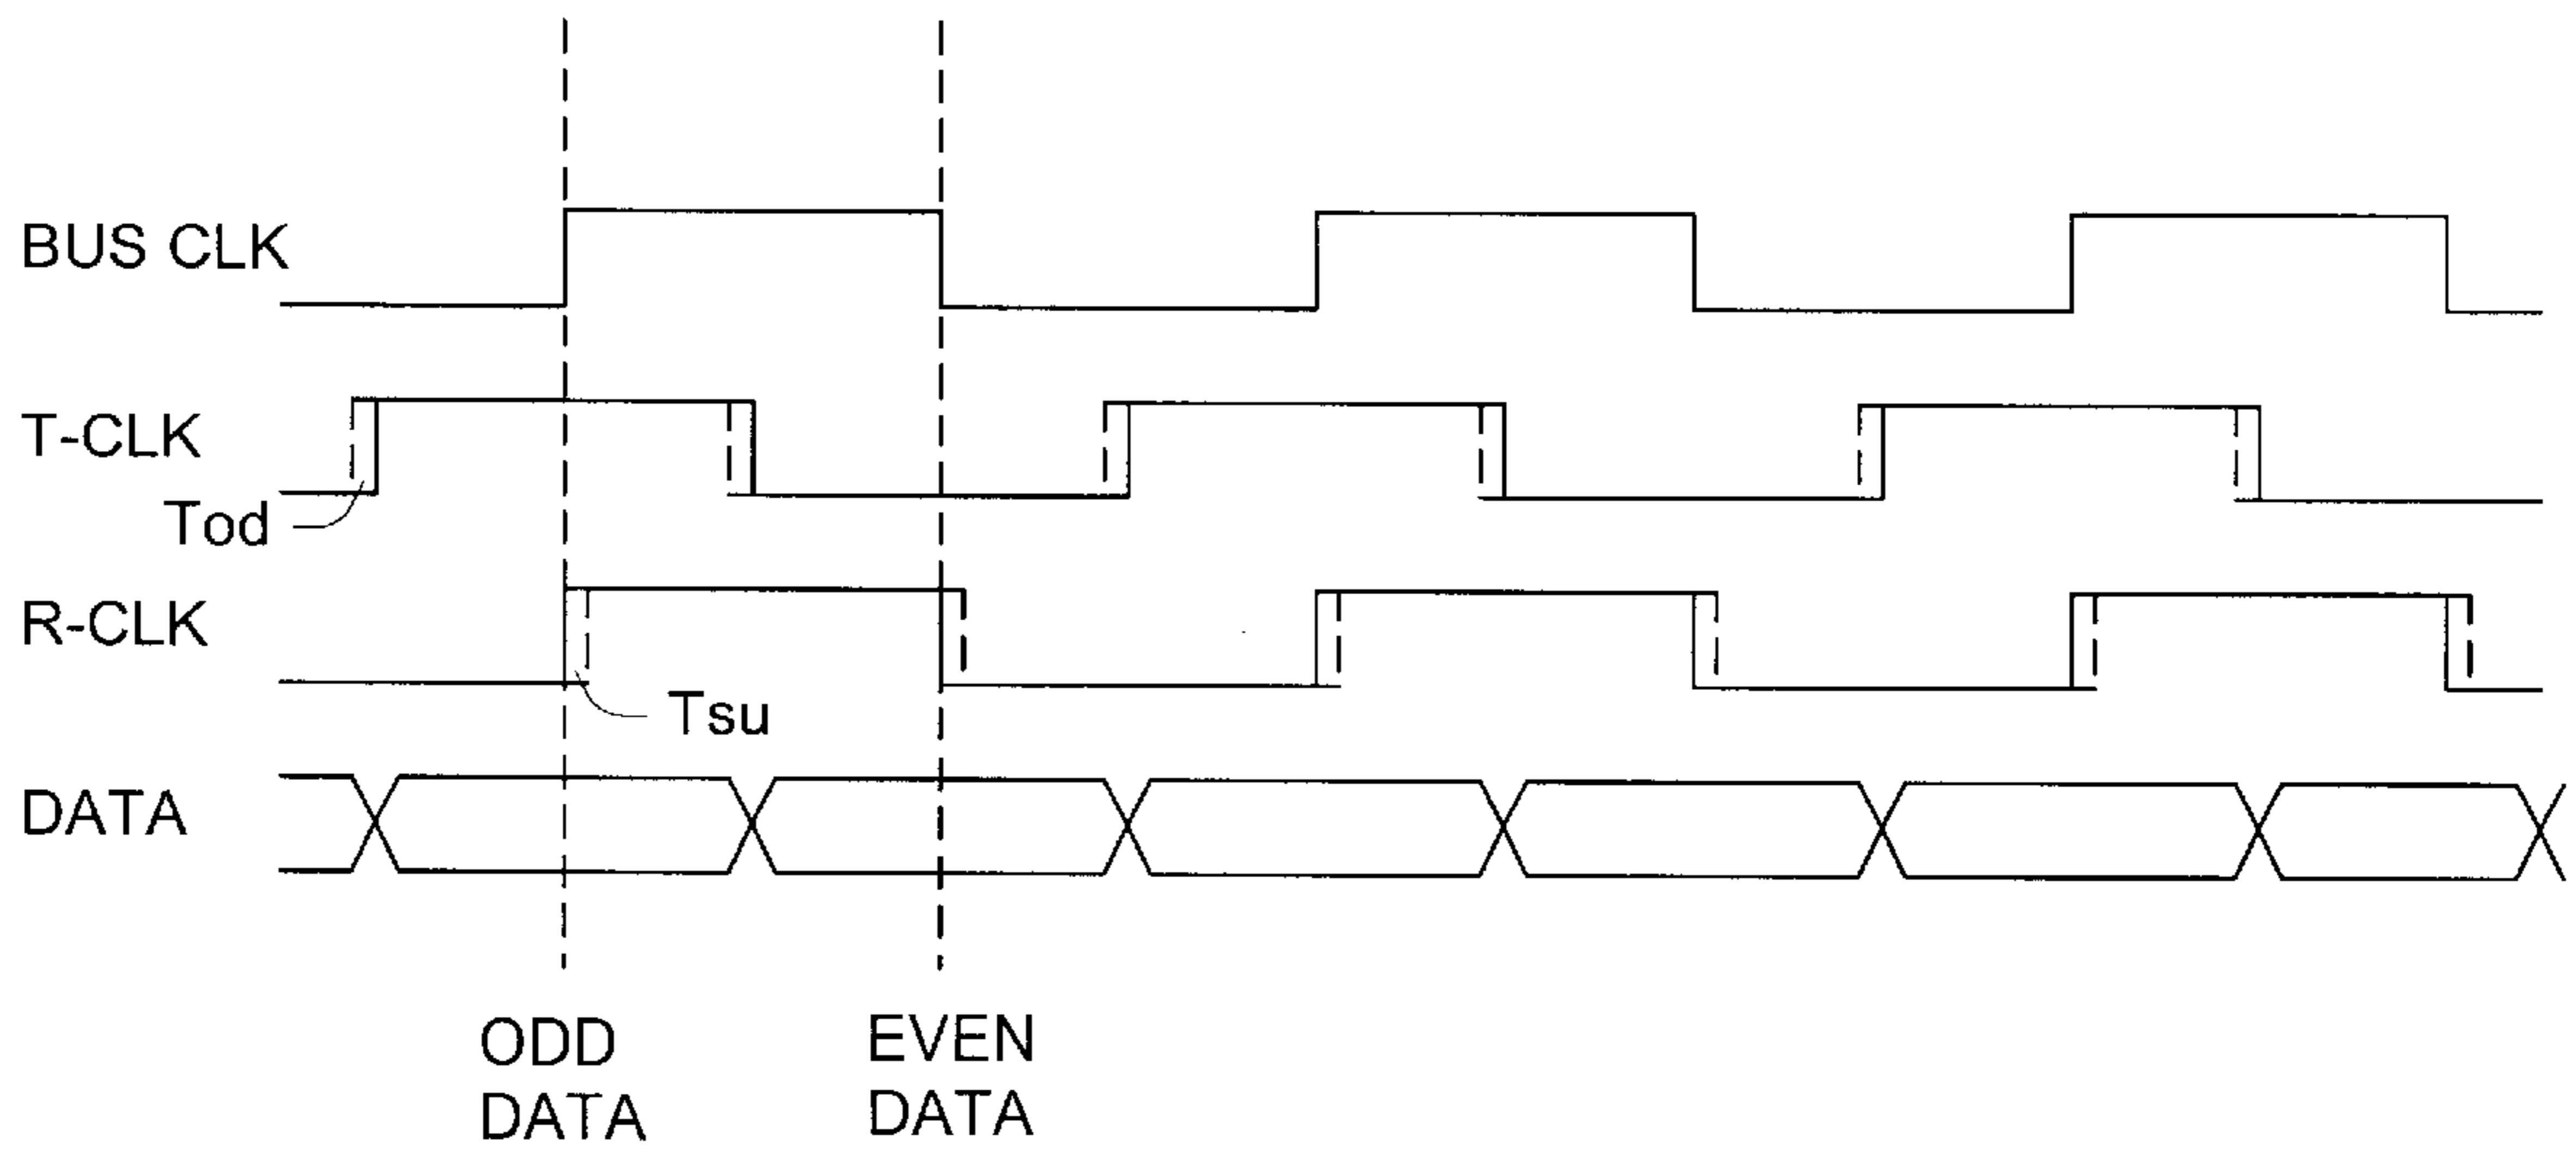 BUS CLK
T-CLK
Tod
R-CLK
Tsu
DATA
ODD
DATA
EVEN
DATA